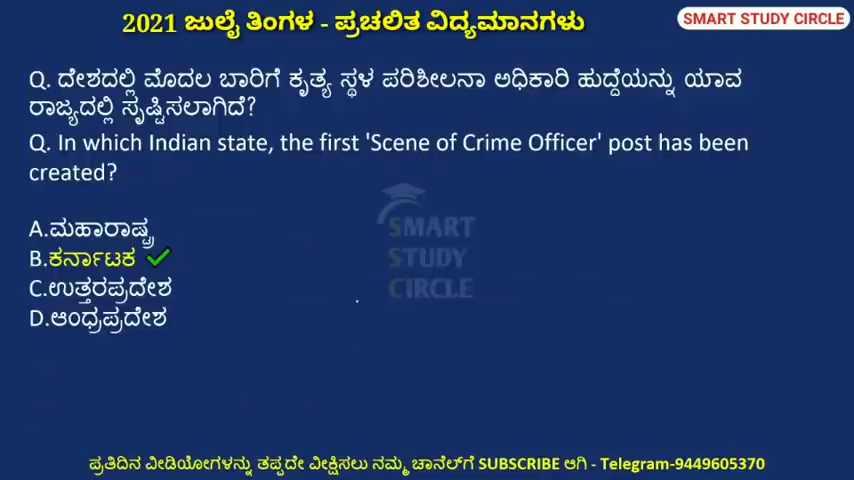 2021 ಜುಲೈ ತಿಂಗಳ - ಪ್ರಚಲಿತ ವಿದ್ಯಮಾನಗಳು
SMART STUDY CIRCLE
Q. ದೇಶದಲ್ಲಿ ಮೊದಲ ಬಾರಿಗೆ ಕೃತ್ಯ ಸ್ಥಳ ಪರಿಶೀಲನಾ ಅಧಿಕಾರಿ ಹುದ್ದೆಯನ್ನು ಯಾವ
ರಾಜ್ಯದಲ್ಲಿ ಸೃಷ್ಟಿಸಲಾಗಿದೆ?
Q. In which Indian state, the first 'Scene of Crime Officer' post has been
created?
A.ಮಹಾರಾಷ್ಟ್ರ
B.ಕರ್ನಾಟಕ
C.ಉತ್ತರಪ್ರದೇಶ
D.ಆಂಧ್ರಪ್ರದೇಶ
SMART
STUDY
CIRCLE
ಪ್ರತಿದಿನ ವೀಡಿಯೋಗಳನ್ನು ತಪ್ಪದೇ ವೀಕ್ಷಿಸಲು ನಮ್ಮ ಚಾನೆಲ್‌ಗೆ SUBSCRIBE ಆಗಿ - Telegram-9449605370